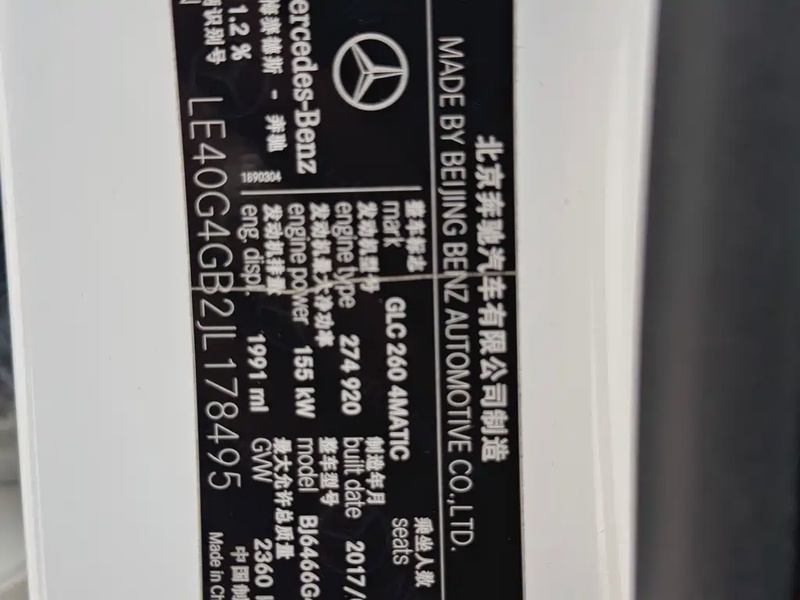 北京奔驰汽车有限公司制造
MADE BY BEIJING BENZ AUTOMOTIVE CO.,LTD.
整车标志
mark GLC 260 4MATIC
乘坐人数
seats
发动机型号
engine type 274 920
制造年月
built date 2017/
发动机最大净功率
engine power 155 kW
整车型号
model BJ6466G
发动机排量
eng. displ. 1991 ml
最大允许总质量
GVW 2360
ercedes-Benz
德斯 - 奔驰
1890304
1.2 %
识别号
LE40G4GB2JL178495
中国制
Made in Ch